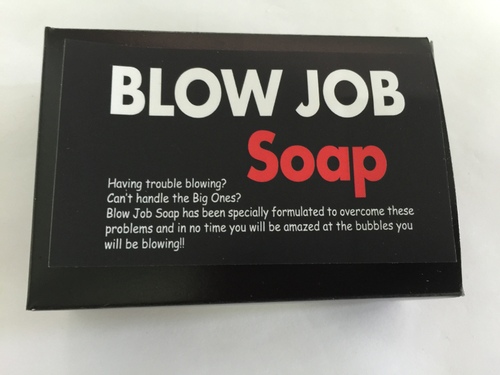 BLOW JOB
Soap
Having trouble blowing?
Can't handle the Big Ones?
Blow Job Soap has been specially formulated to overcome these
problems and in no time you will be amazed at the bubbles you
will be blowing!!